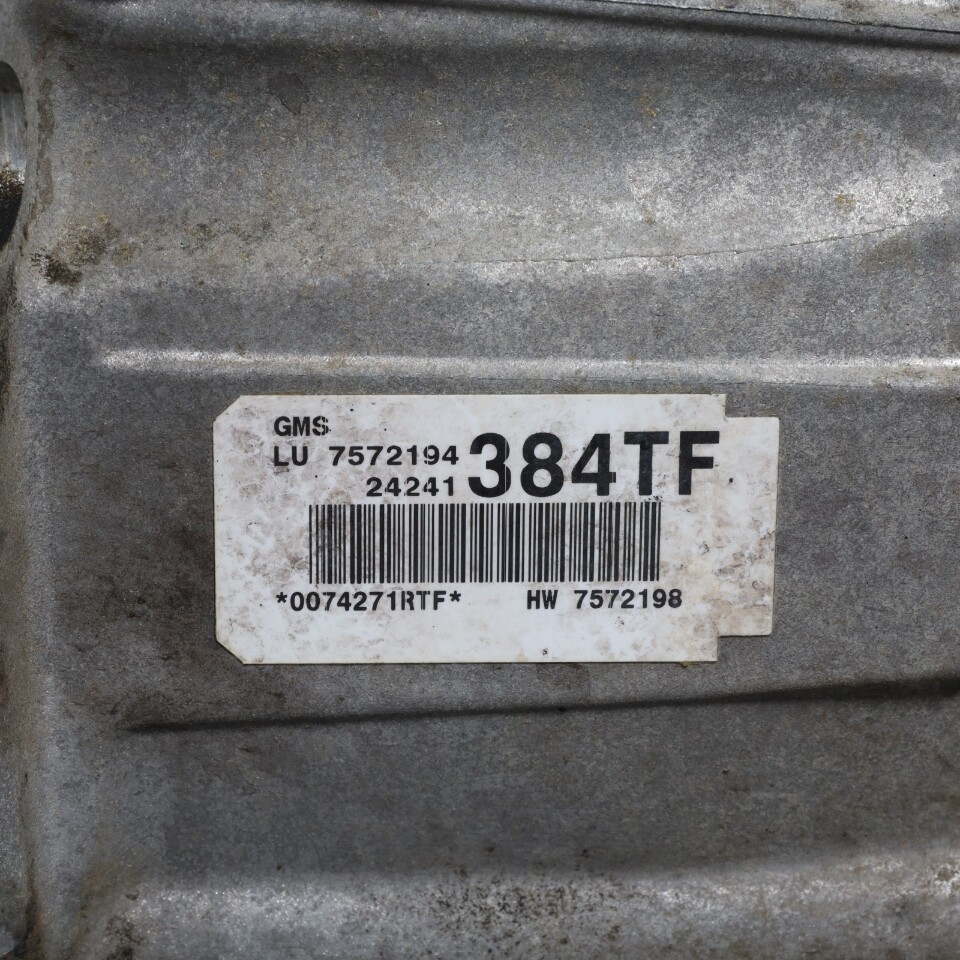 GMS
LU 7572194 384TF
24241
*0074271RTF* HW 7572198